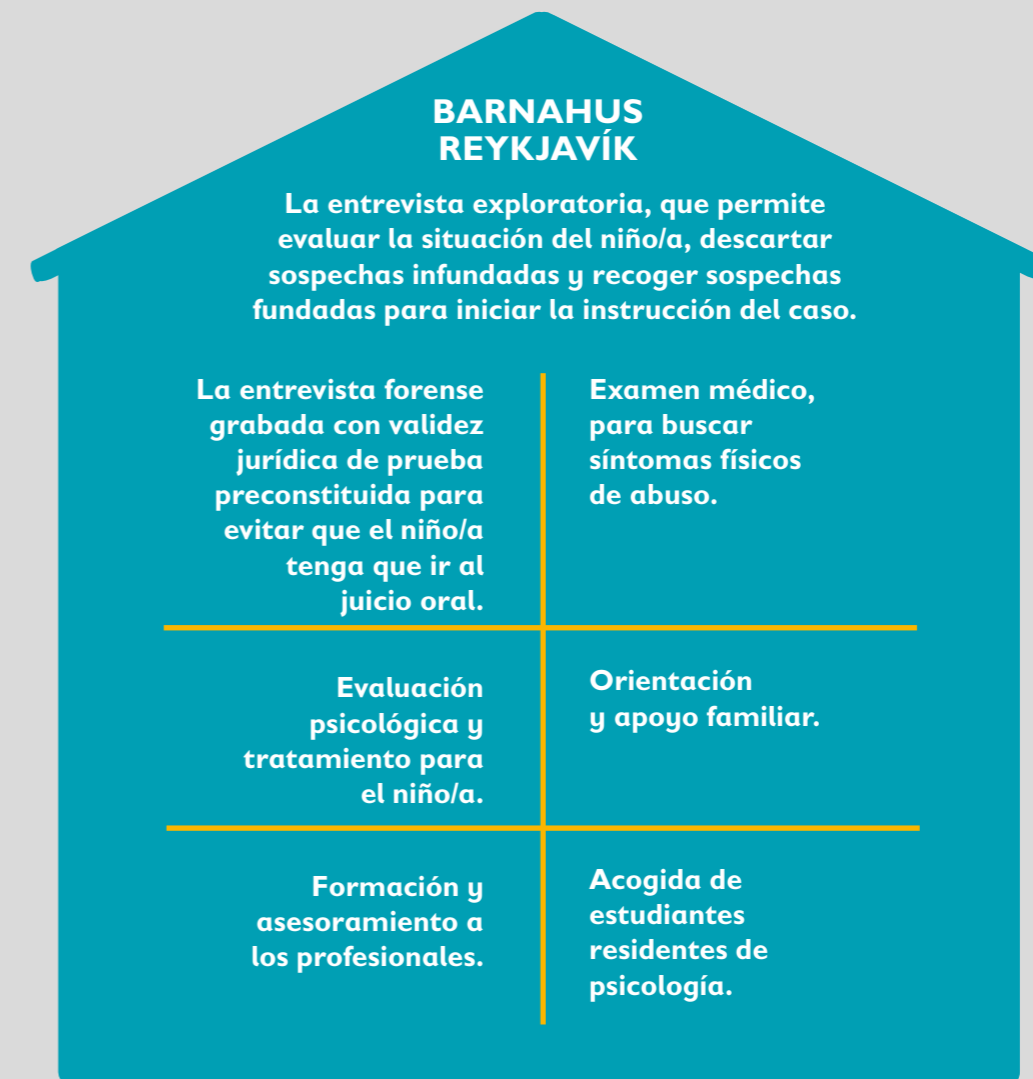 BARNAHUS
REYKJAVÍK
La entrevista exploratoria, que permite
evaluar la situación del niño/a, descartar
sospechas infundadas y recoger sospechas
fundadas para iniciar la instrucción del caso.
La entrevista forense
grabada con validez
jurídica de prueba
preconstituida para
evitar que el niño/a
tenga que ir al
juicio oral.
Examen médico,
para buscar
síntomas físicos
de abuso.
Evaluación
psicológica y
tratamiento para
el niño/a.
Orientación
y apoyo familiar.
Formación y
asesoramiento a
los profesionales.
Acogida de
estudiantes
residentes de
psicología.